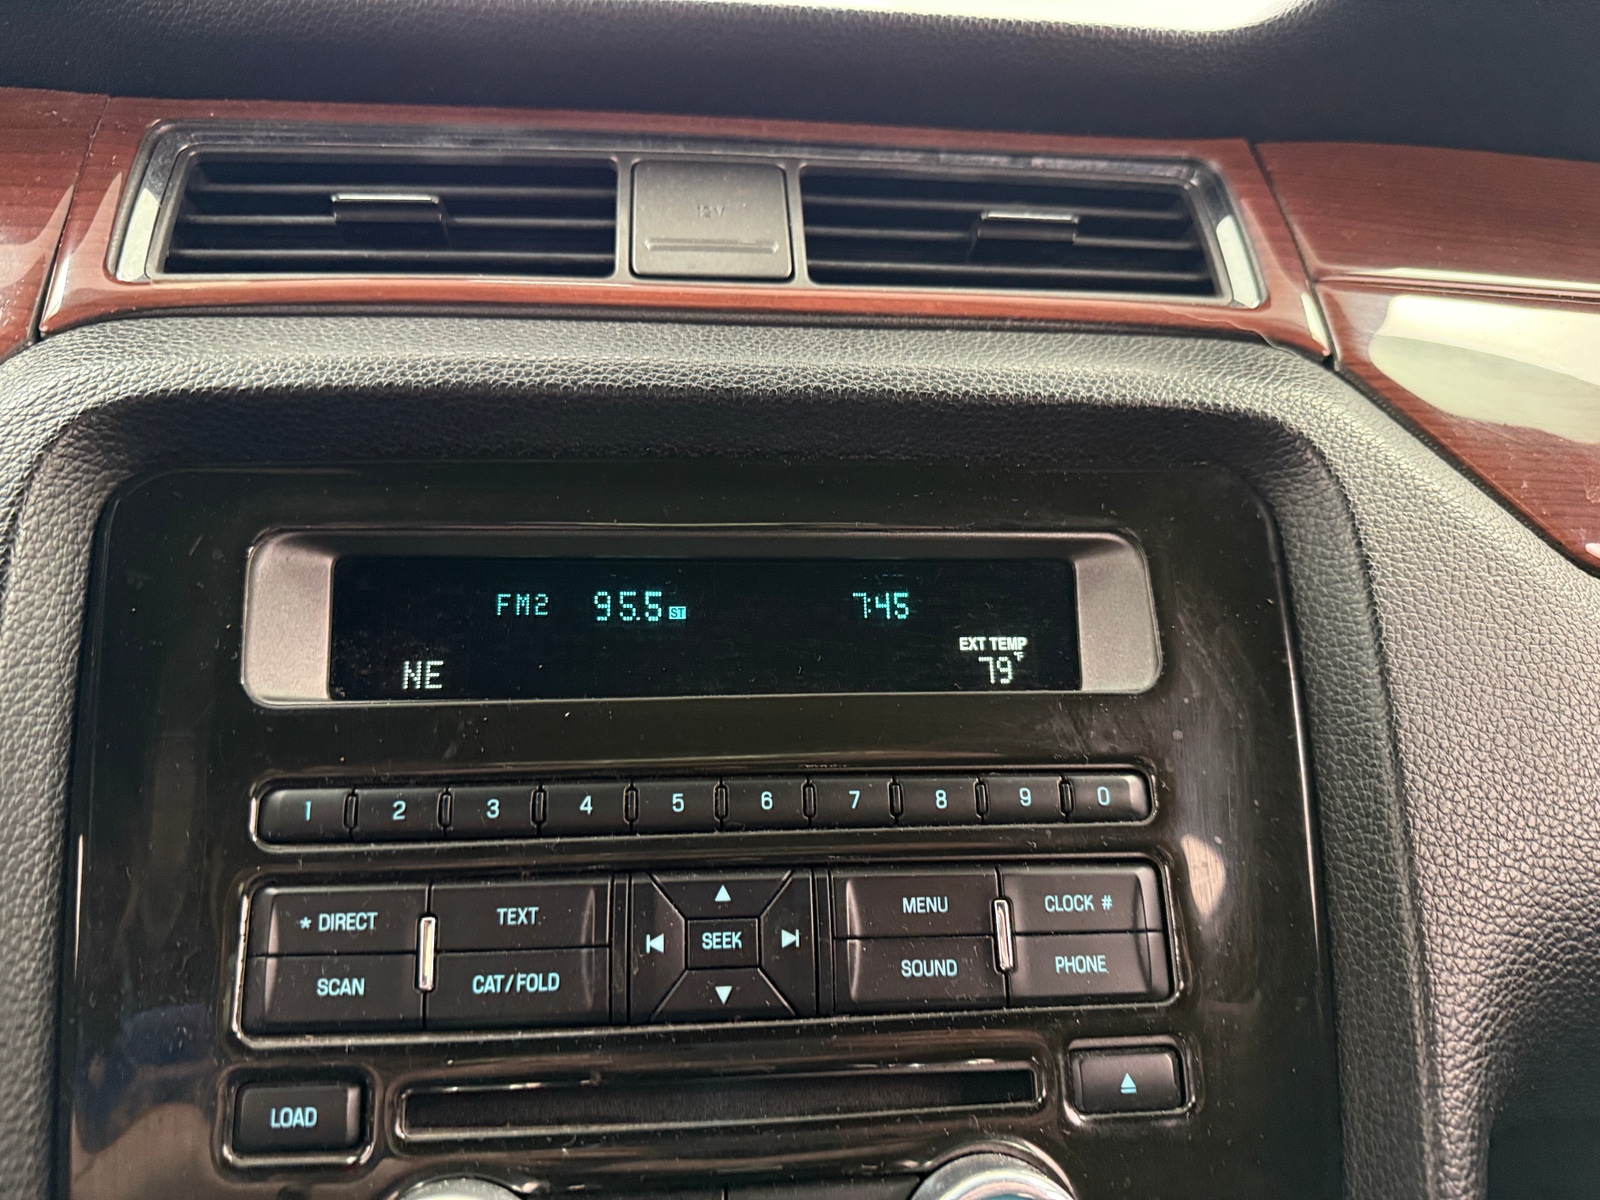 12V
FM2 95.5 ST 7:45
EXT TEMP
NE 79°F
1 2 3 4 5 6 7 8 9 0
* DIRECT TEXT SEEK MENU CLOCK #
SCAN CAT/FOLD SOUND PHONE
LOAD